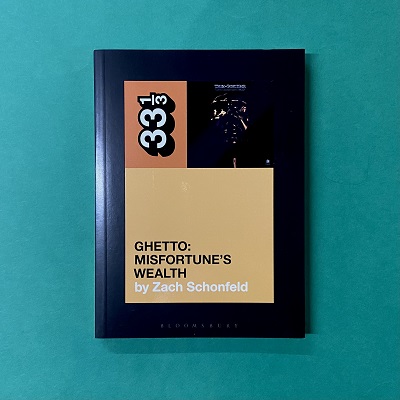 33 1/3
GHETTO:
MISFORTUNE'S
WEALTH
by Zach Schonfeld
BLOOMSBURY